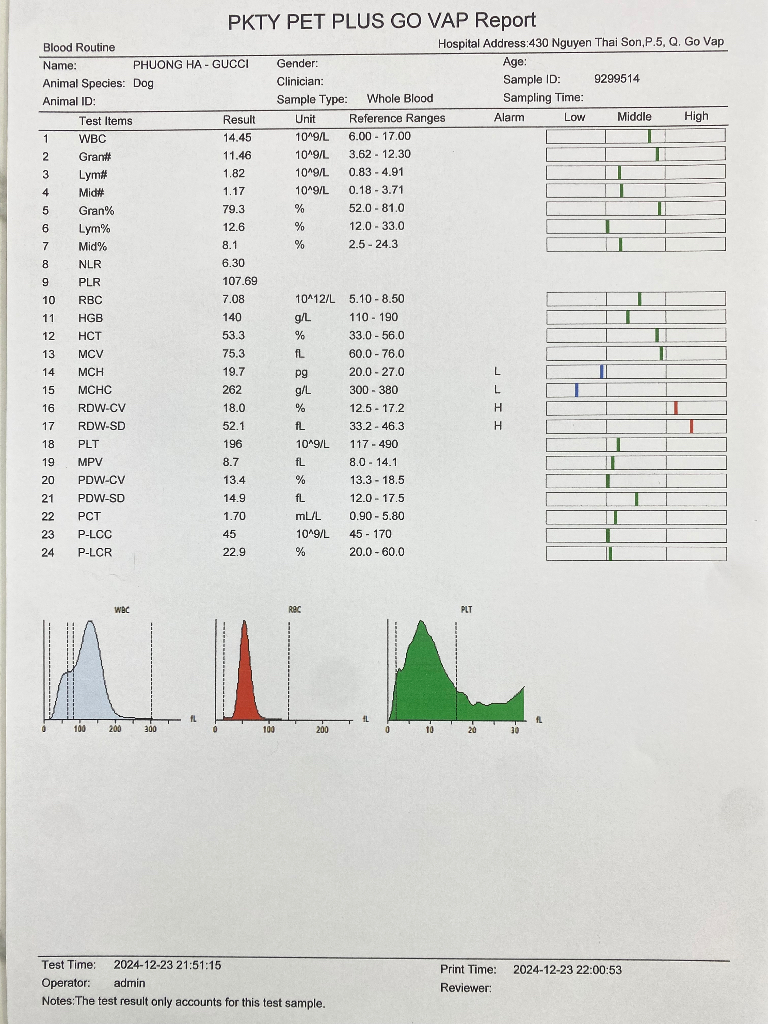 PKTY PET PLUS GO VAP Report
Blood Routine Hospital Address:430 Nguyen Thai Son,P.5, Q. Go Vap
Name: PHUONG HA - GUCCI Gender: Age:
Animal Species: Dog Clinician: Sample ID: 9299514
Animal ID: Sample Type: Whole Blood Sampling Time:
Test Items Result Unit Reference Ranges Alarm Low Middle High
1 WBC 14.45 10^9/L 6.00 - 17.00
2 Gran# 11.46 10^9/L 3.62 - 12.30
3 Lym# 1.82 10^9/L 0.83 - 4.91
4 Mid# 1.17 10^9/L 0.18 - 3.71
5 Gran% 79.3 % 52.0 - 81.0
6 Lym% 12.6 % 12.0 - 33.0
7 Mid% 8.1 % 2.5 - 24.3
8 NLR 6.30
9 PLR 107.69
10 RBC 7.08 10^12/L 5.10 - 8.50
11 HGB 140 g/L 110 - 190
12 HCT 53.3 % 33.0 - 56.0
13 MCV 75.3 fL 60.0 - 76.0
14 MCH 19.7 pg 20.0 - 27.0 L
15 MCHC 262 g/L 300 - 380 L
16 RDW-CV 18.0 % 12.5 - 17.2 H
17 RDW-SD 52.1 fL 33.2 - 46.3 H
18 PLT 196 10^9/L 117 - 490
19 MPV 8.7 fL 8.0 - 14.1
20 PDW-CV 13.4 % 13.3 - 18.5
21 PDW-SD 14.9 fL 12.0 - 17.5
22 PCT 1.70 mL/L 0.90 - 5.80
23 P-LCC 45 10^9/L 45 - 170
24 P-LCR 22.9 % 20.0 - 60.0
WBC RBC PLT
fL fL fL
0 100 200 300 0 100 200 0 10 20 30
Test Time: 2024-12-23 21:51:15 Print Time: 2024-12-23 22:00:53
Operator: admin Reviewer:
Notes:The test result only accounts for this test sample.